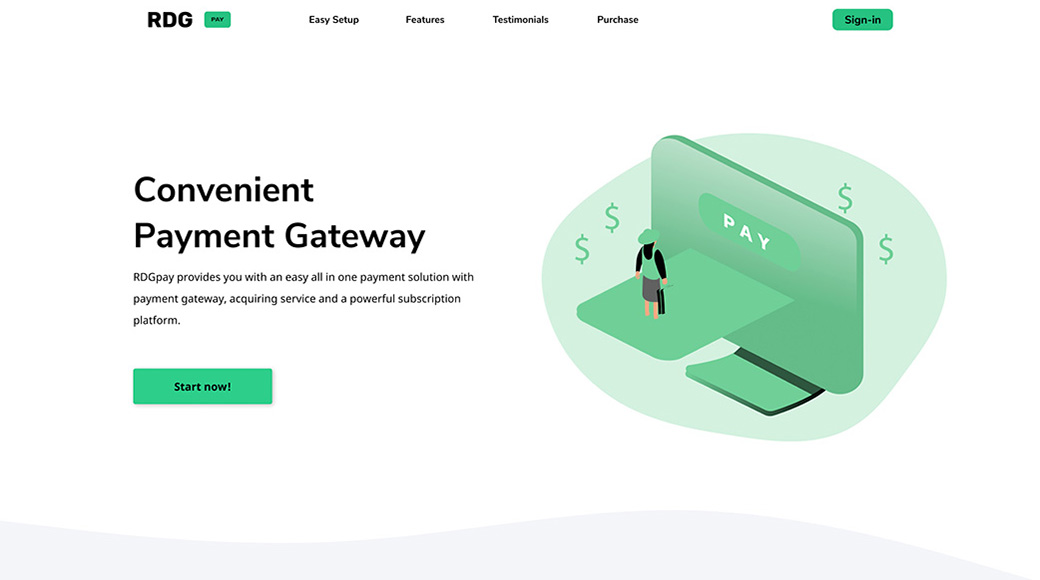 RDG PAY
Easy Setup
Features
Testimonials
Purchase
Sign-in
Convenient
Payment Gateway
RDGpay provides you with an easy all in one payment solution with
payment gateway, acquiring service and a powerful subscription
platform.
Start now!
$
$
$
$
PAY